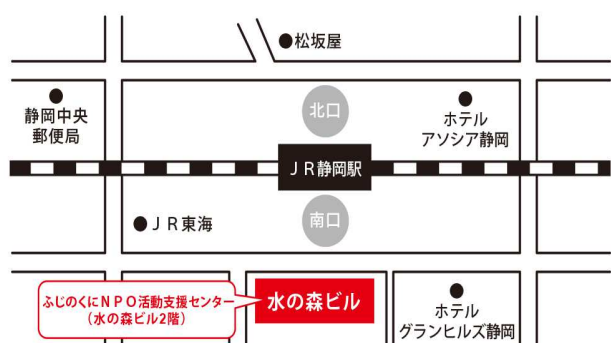 松坂屋
静岡中央
郵便局
北口
ホテル
アソシア静岡
ＪＲ静岡駅
ＪＲ東海
南口
ふじのくにＮＰＯ活動支援センター
（水の森ビル2階）
水の森ビル
ホテル
グランヒルズ静岡